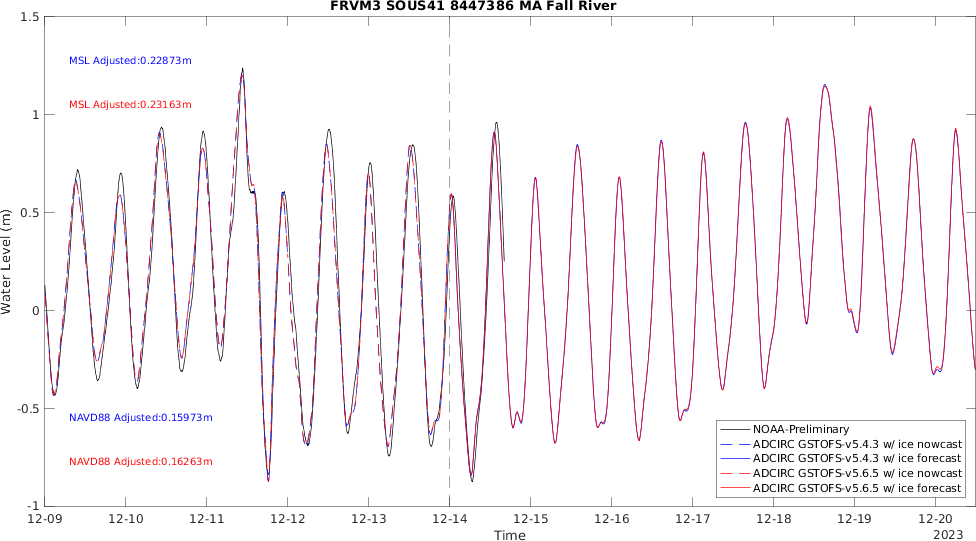 FRVM3 SOUS41 8447386 MA Fall River
1.5
1
0.5
0
-0.5
-1
Water Level (m)
MSL Adjusted:0.22873m
MSL Adjusted:0.23163m
NAVD88 Adjusted:0.15973m
NAVD88 Adjusted:0.16263m
NOAA-Preliminary
ADCIRC GSTOFS-v5.4.3 w/ ice nowcast
ADCIRC GSTOFS-v5.4.3 w/ ice forecast
ADCIRC GSTOFS-v5.6.5 w/ ice nowcast
ADCIRC GSTOFS-v5.6.5 w/ ice forecast
12-09 12-10 12-11 12-12 12-13 12-14 12-15 12-16 12-17 12-18 12-19 12-20
2023
Time